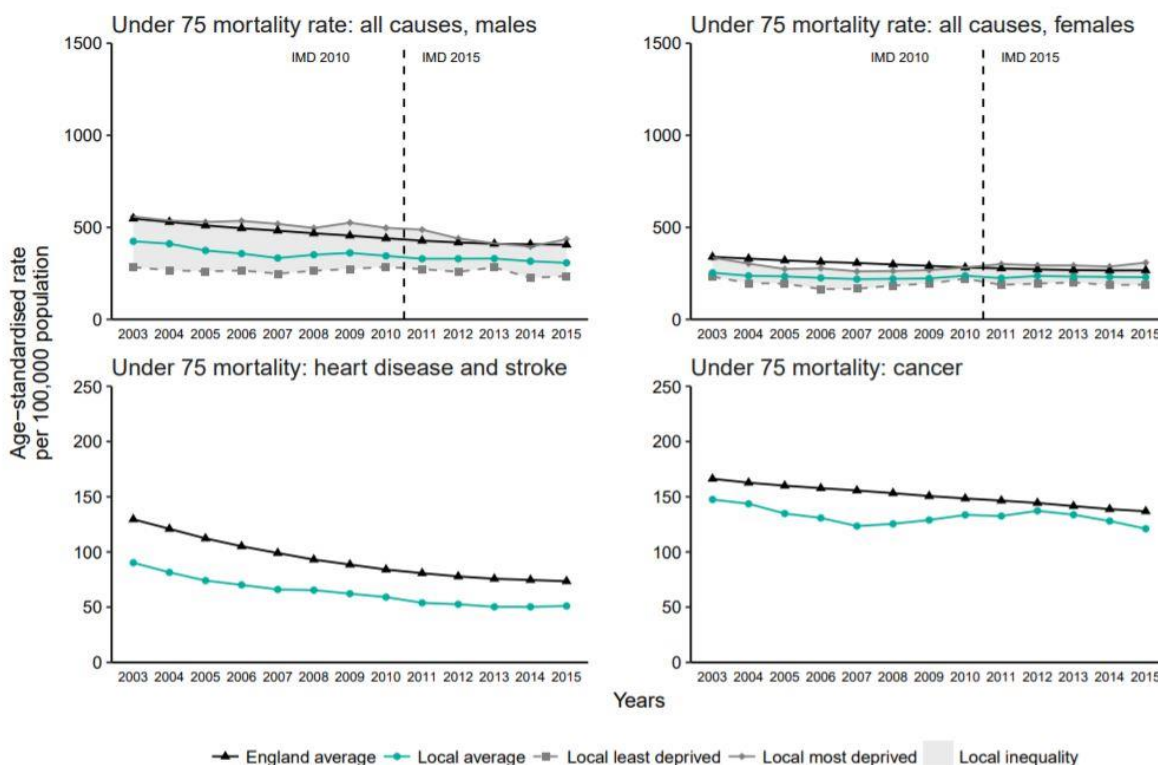 Under 75 mortality rate: all causes, males
Under 75 mortality rate: all causes, females
1500
IMD 2010
IMD 2015
1000
500
0
2003 2004 2005 2006 2007 2008 2009 2010 2011 2012 2013 2014 2015
1500
IMD 2010
IMD 2015
1000
500
0
2003 2004 2005 2006 2007 2008 2009 2010 2011 2012 2013 2014 2015
Age−standardised rate
per 100,000 population
Under 75 mortality: heart disease and stroke
Under 75 mortality: cancer
250
200
150
100
50
0
2003 2004 2005 2006 2007 2008 2009 2010 2011 2012 2013 2014 2015
250
200
150
100
50
0
2003 2004 2005 2006 2007 2008 2009 2010 2011 2012 2013 2014 2015
Years
England average Local average Local least deprived Local most deprived Local inequality